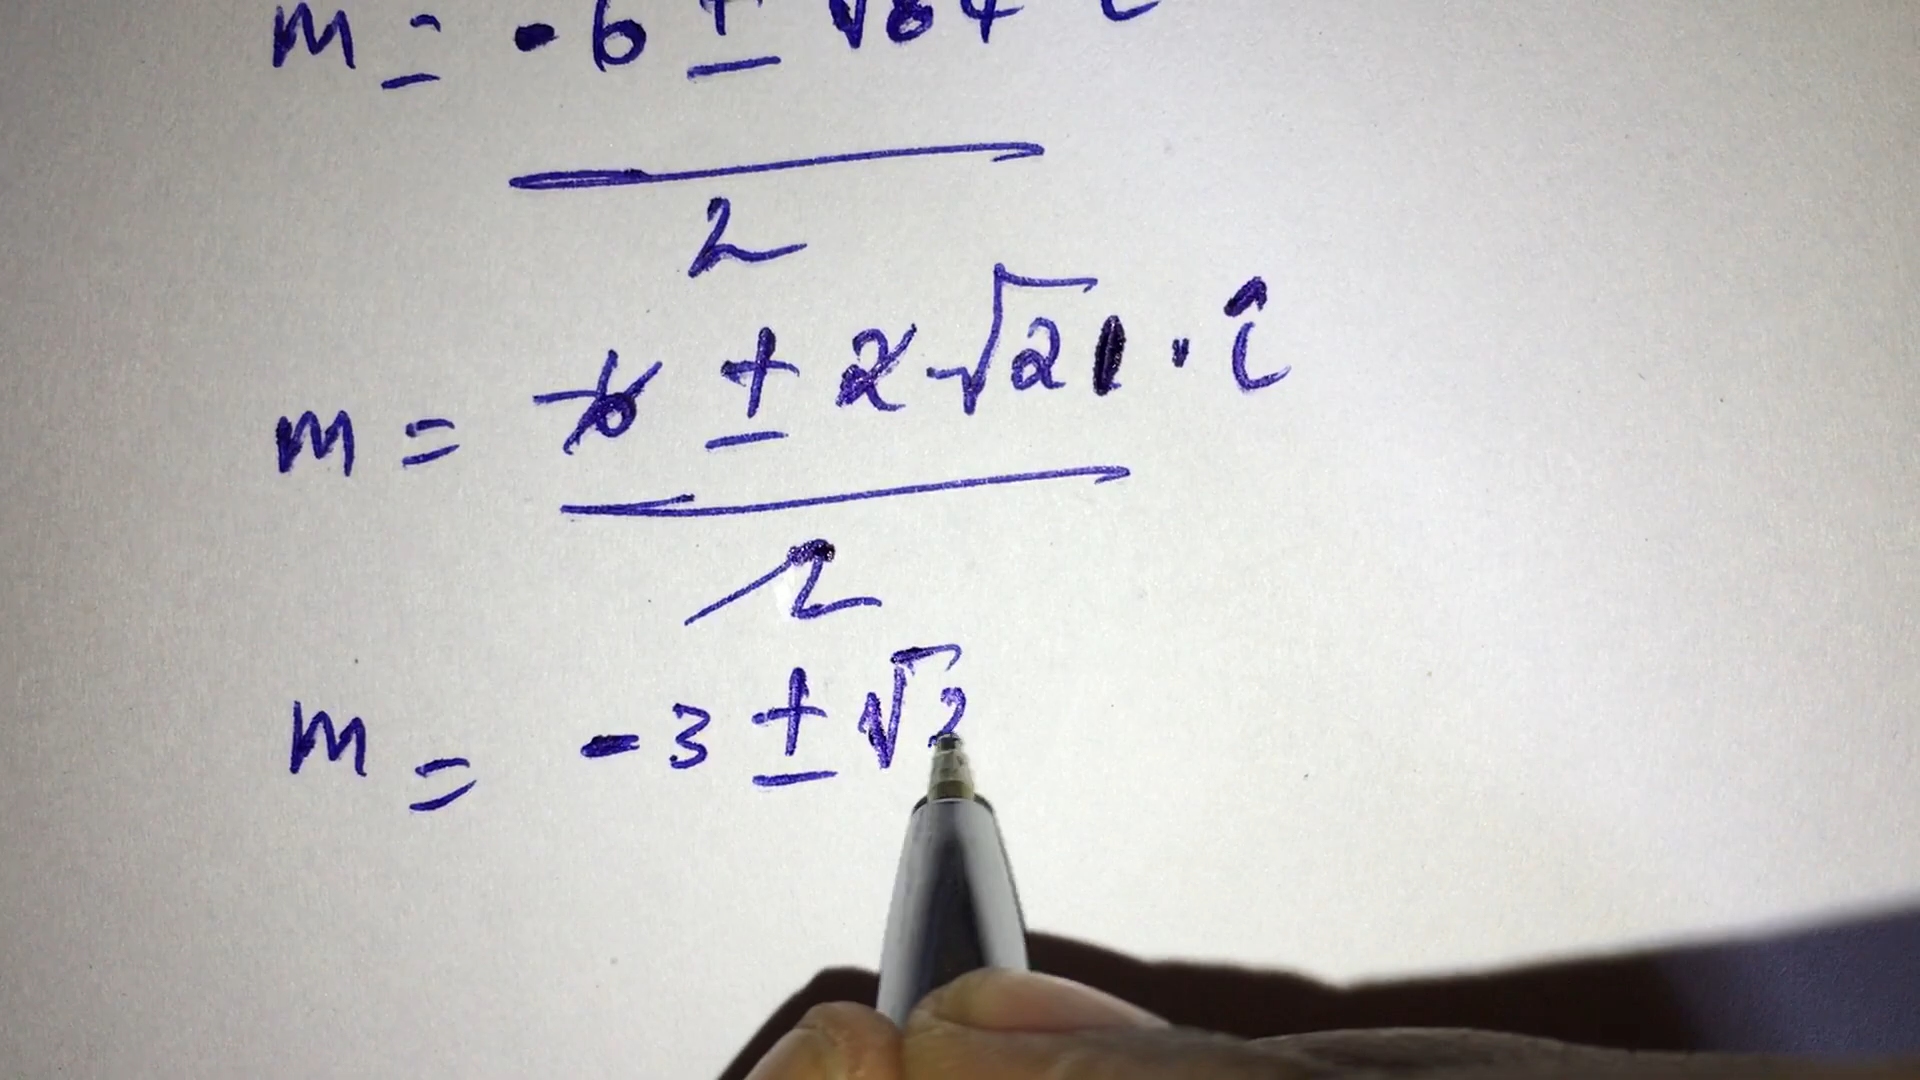 m = -6 ± √84 i
2
m = -6 ± 2√21 · i
2
m = -3 ± √2